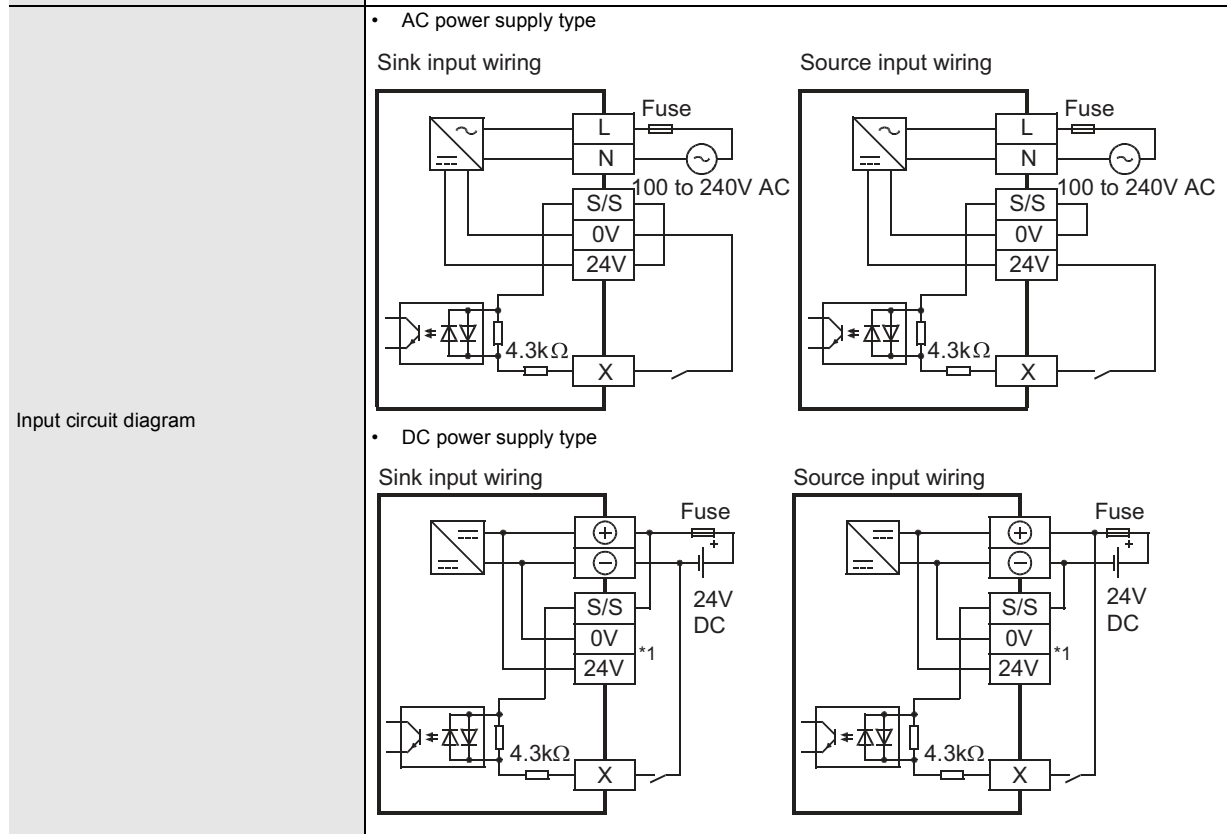 Input circuit diagram
• AC power supply type
Sink input wiring
Fuse
L
N
100 to 240V AC
S/S
0V
24V
4.3kΩ
X
Source input wiring
Fuse
L
N
100 to 240V AC
S/S
0V
24V
4.3kΩ
X
• DC power supply type
Sink input wiring
Fuse
+
24V
DC
S/S
0V
24V
*1
4.3kΩ
X
Source input wiring
Fuse
+
24V
DC
S/S
0V
24V
*1
4.3kΩ
X